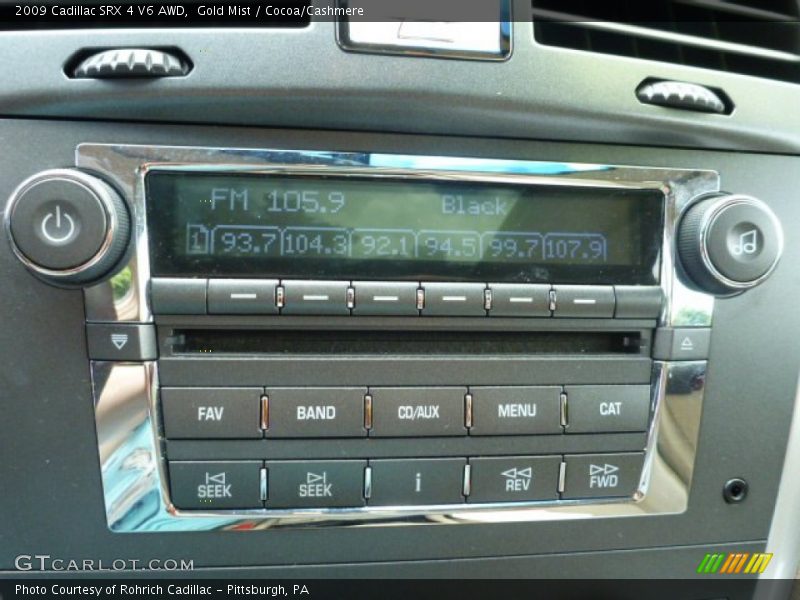 2009 Cadillac SRX 4 V6 AWD,  Gold Mist / Cocoa/Cashmere
FM 105.9 Black
1 93.7 104.3 92.1 94.5 99.7 107.9
FAV BAND CD/AUX MENU CAT
SEEK SEEK i REV FWD
GTCARLOT.COM
Photo Courtesy of Rohrich Cadillac - Pittsburgh, PA